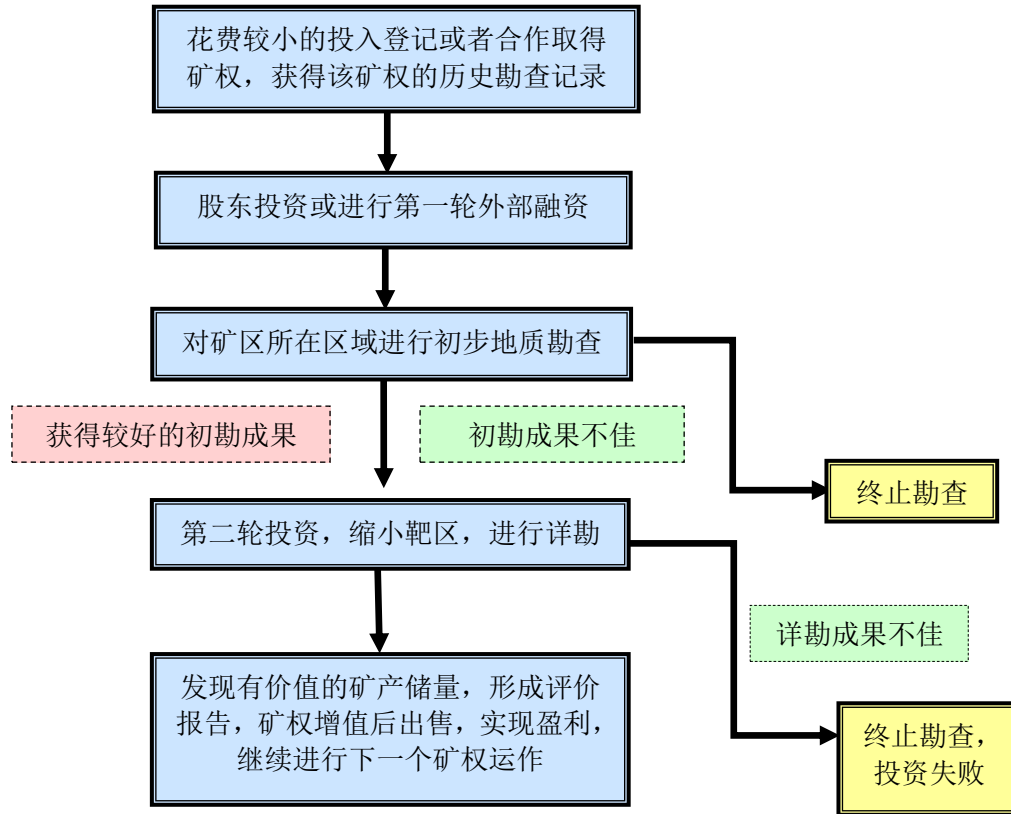 花费较小的投入登记或者合作取得
矿权，获得该矿权的历史勘查记录
股东投资或进行第一轮外部融资
对矿区所在区域进行初步地质勘查
获得较好的初勘成果
初勘成果不佳
终止勘查
第二轮投资，缩小靶区，进行详勘
详勘成果不佳
发现有价值的矿产储量，形成评价
报告，矿权增值后出售，实现盈利，
继续进行下一个矿权运作
终止勘查，
投资失败